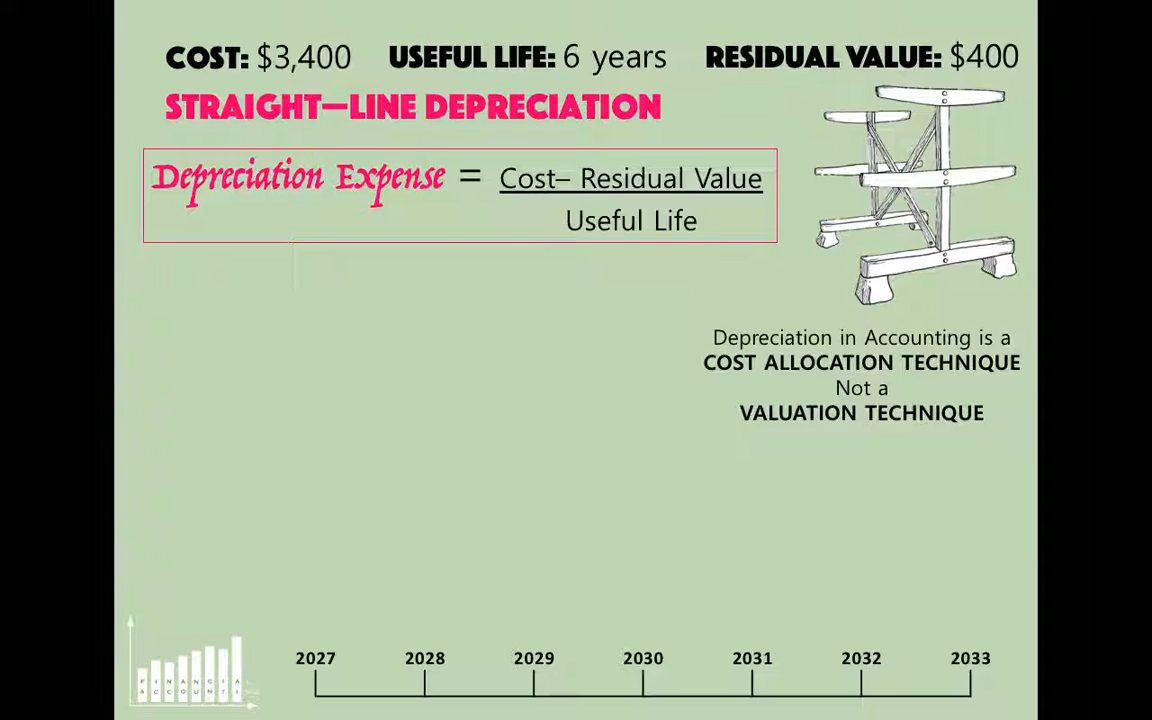 COST: $3,400 USEFUL LIFE: 6 years RESIDUAL VALUE: $400
STRAIGHT—LINE DEPRECIATION
Depreciation Expense = Cost– Residual Value
Useful Life
Depreciation in Accounting is a
COST ALLOCATION TECHNIQUE
Not a
VALUATION TECHNIQUE
2027 2028 2029 2030 2031 2032 2033